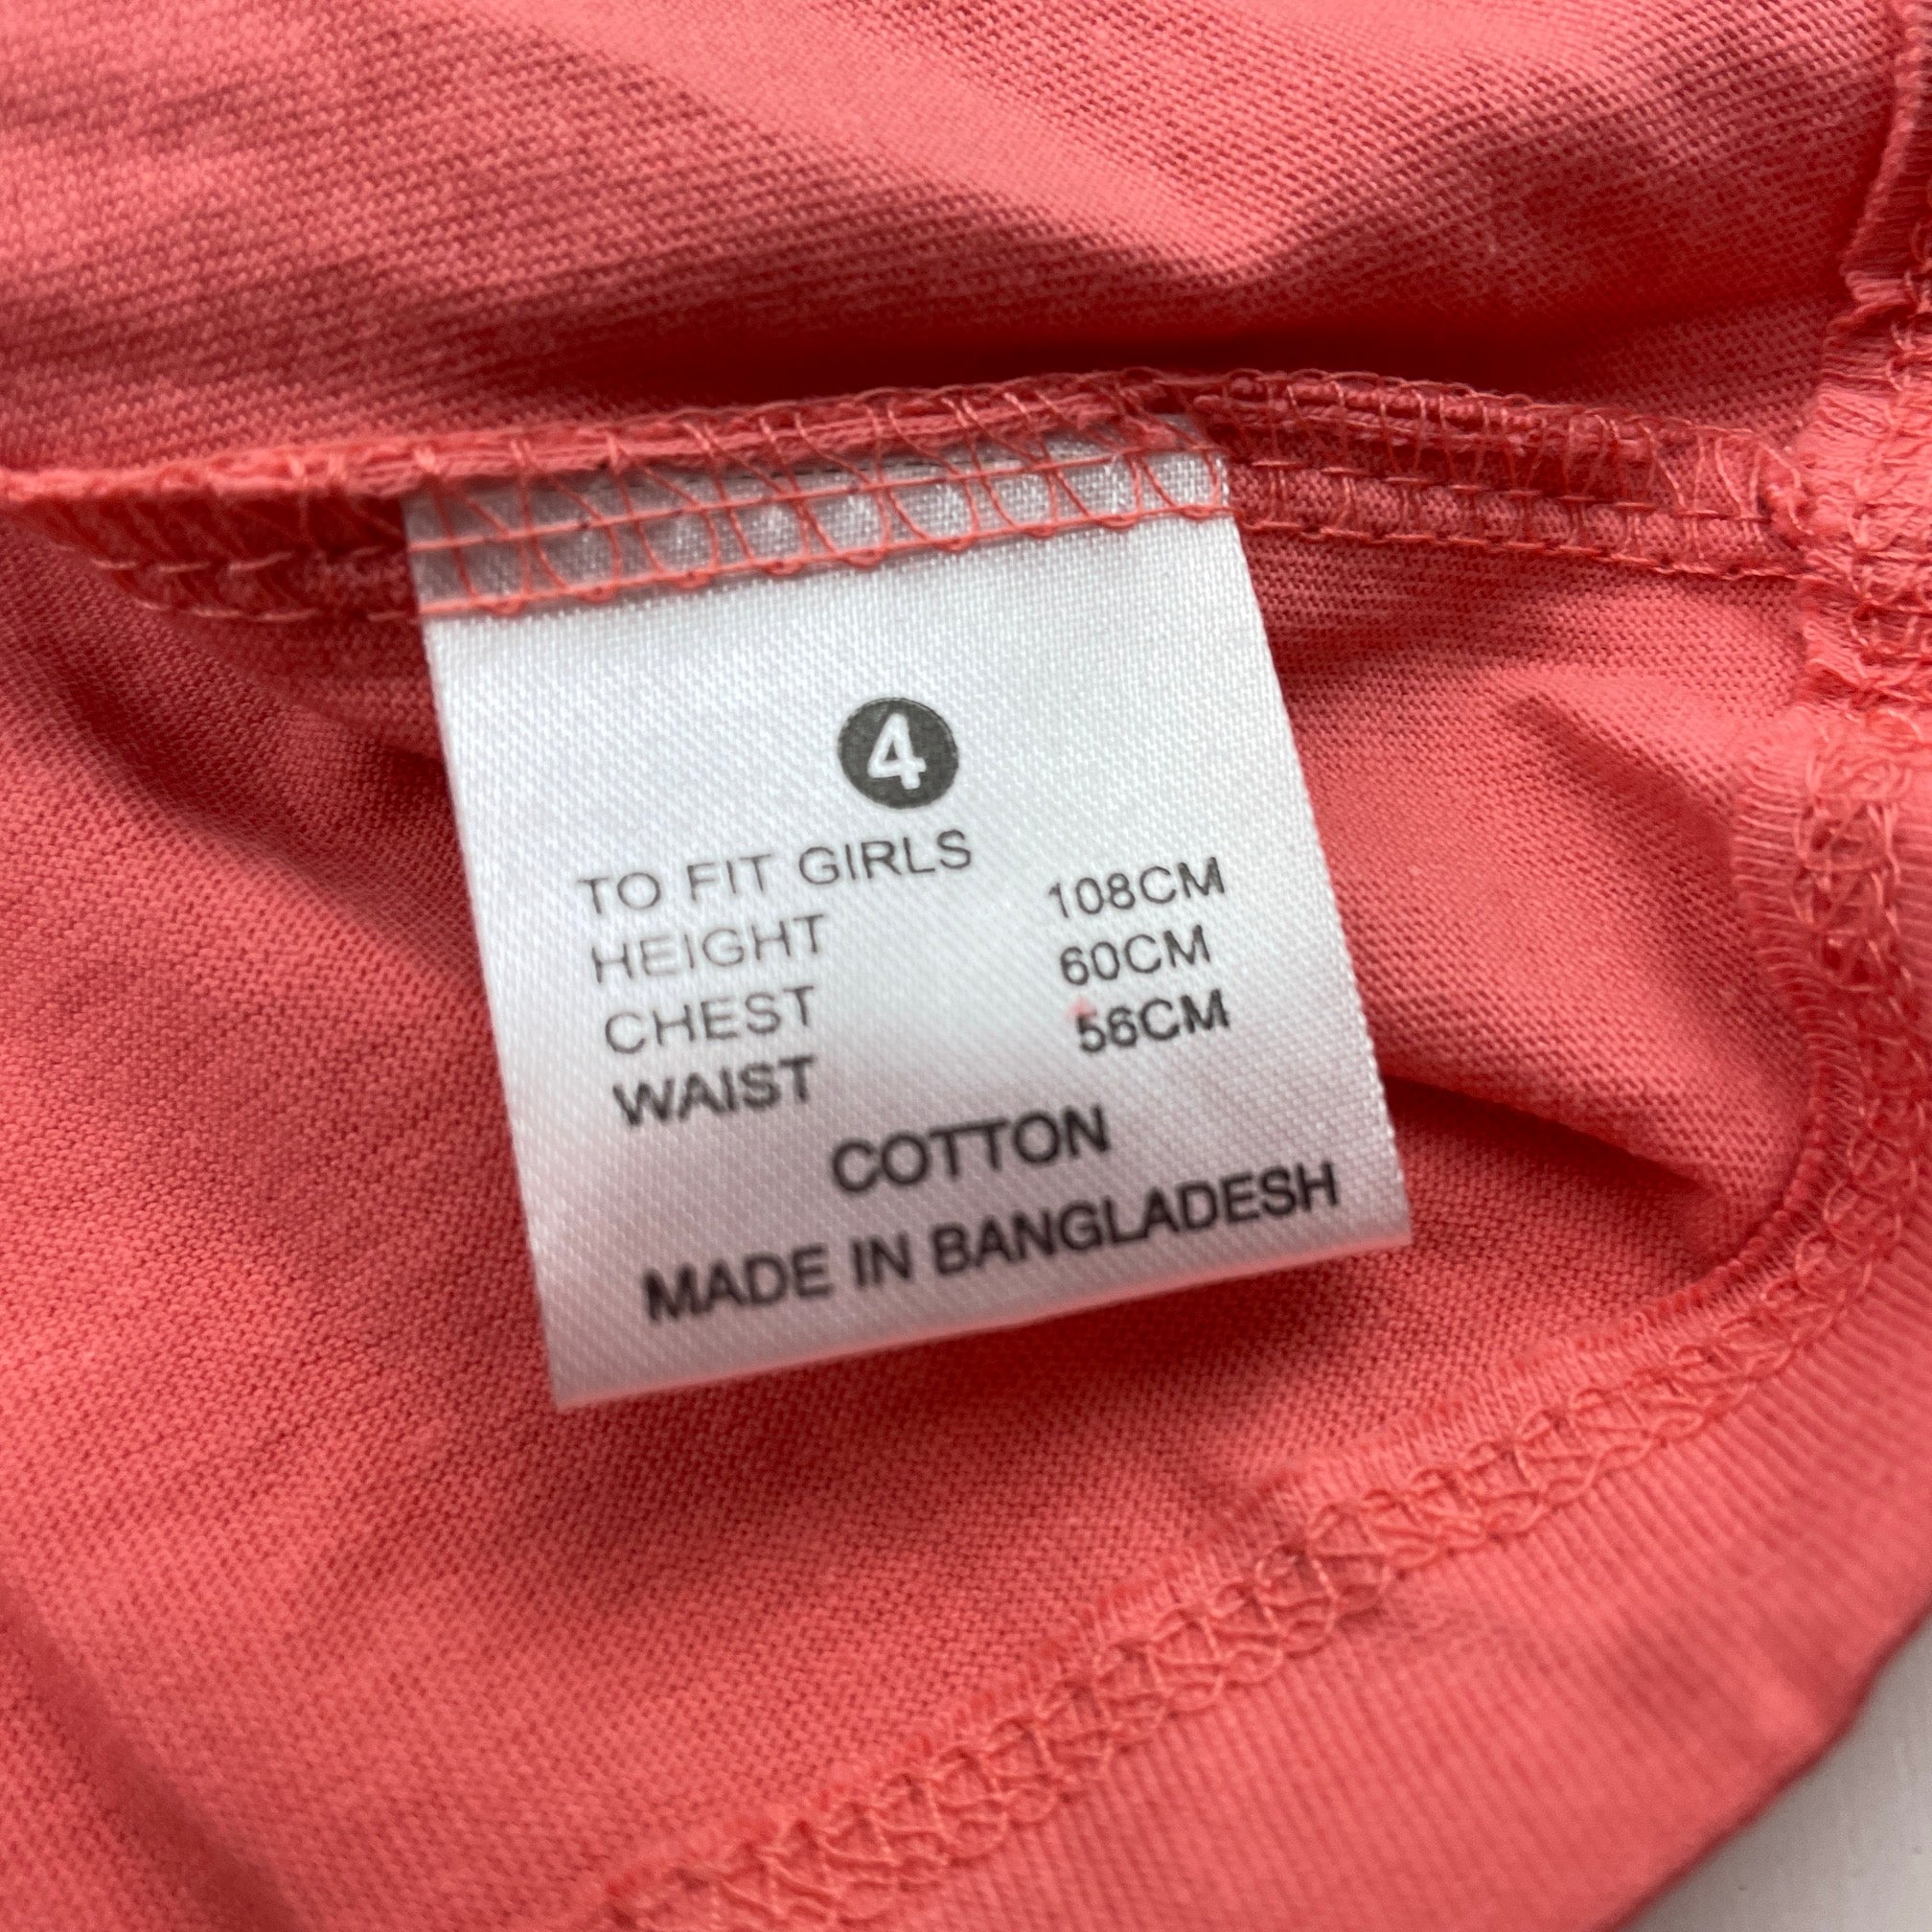 4
TO FIT GIRLS
HEIGHT 108CM
CHEST 60CM
WAIST 56CM
COTTON
MADE IN BANGLADESH